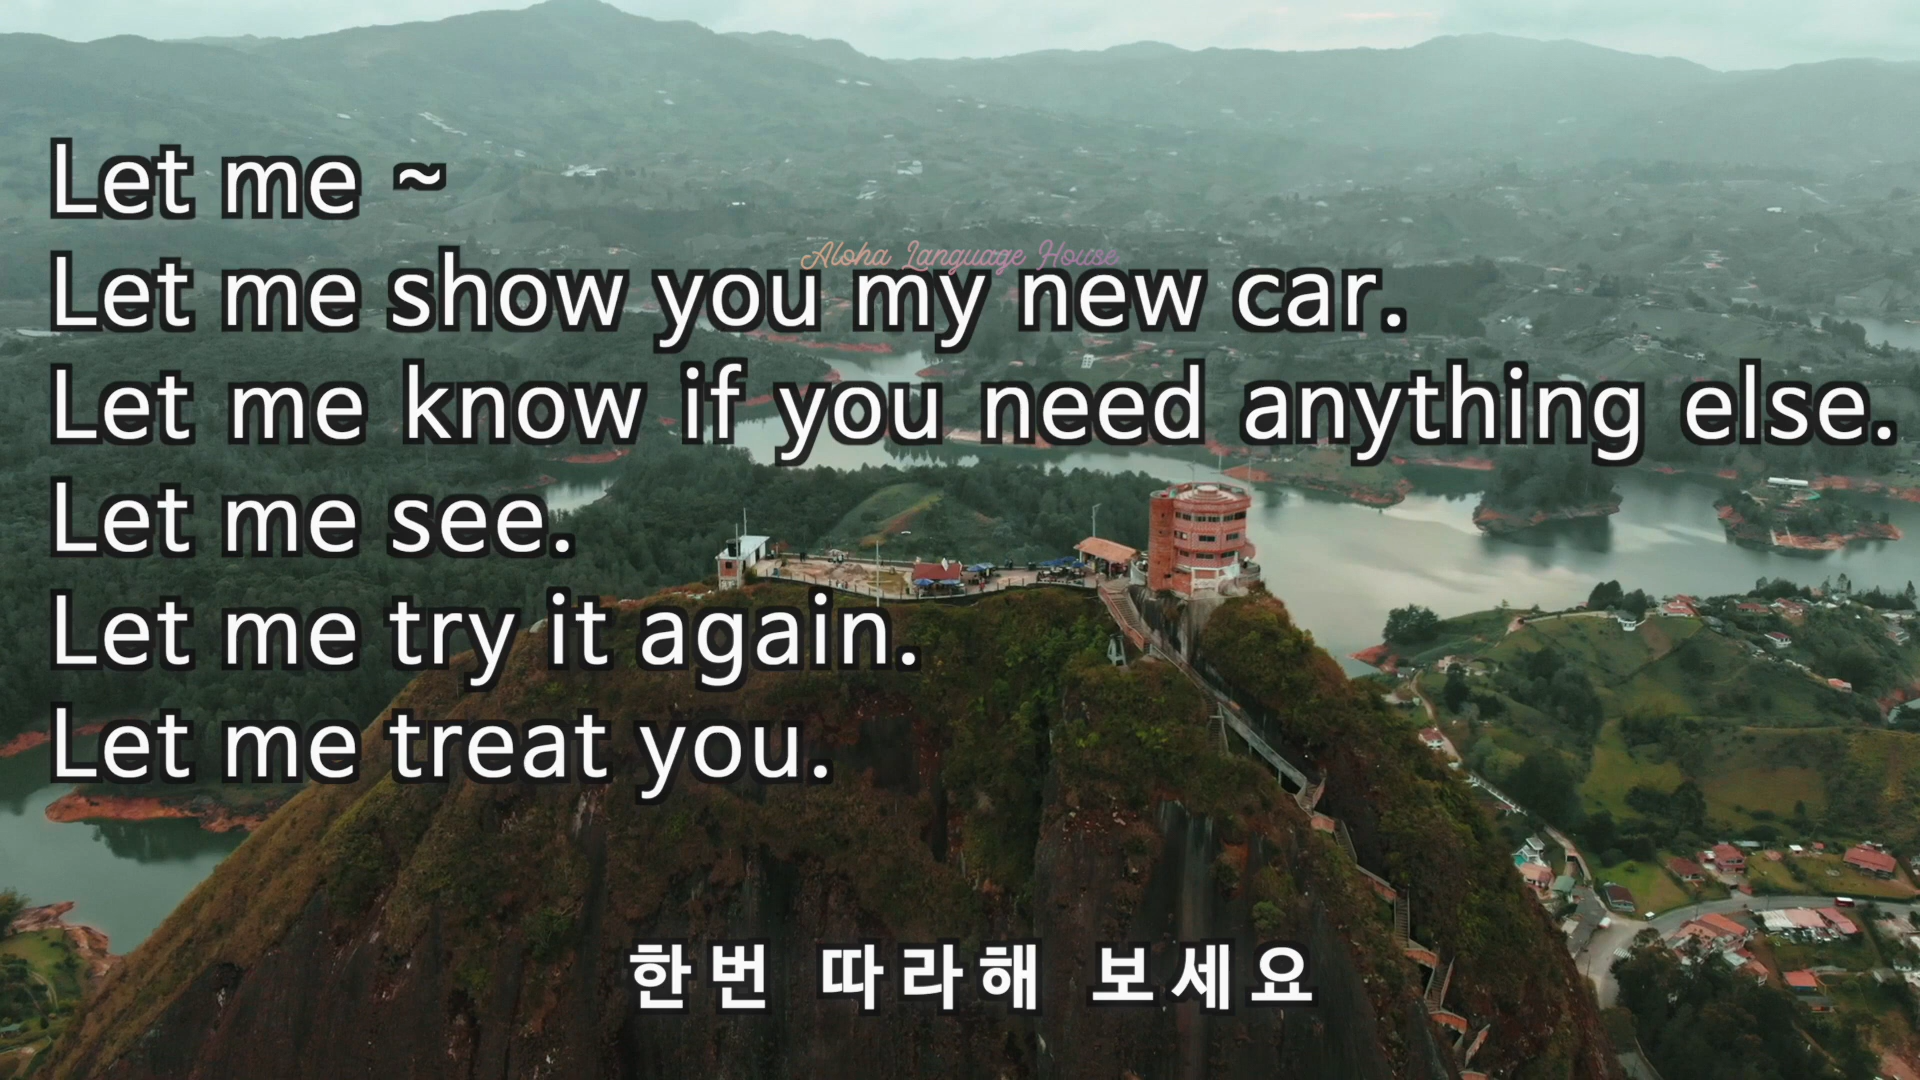 Let me ~
Aloha Language House
Let me show you my new car.
Let me know if you need anything else.
Let me see.
Let me try it again.
Let me treat you.
한번 따라해 보세요